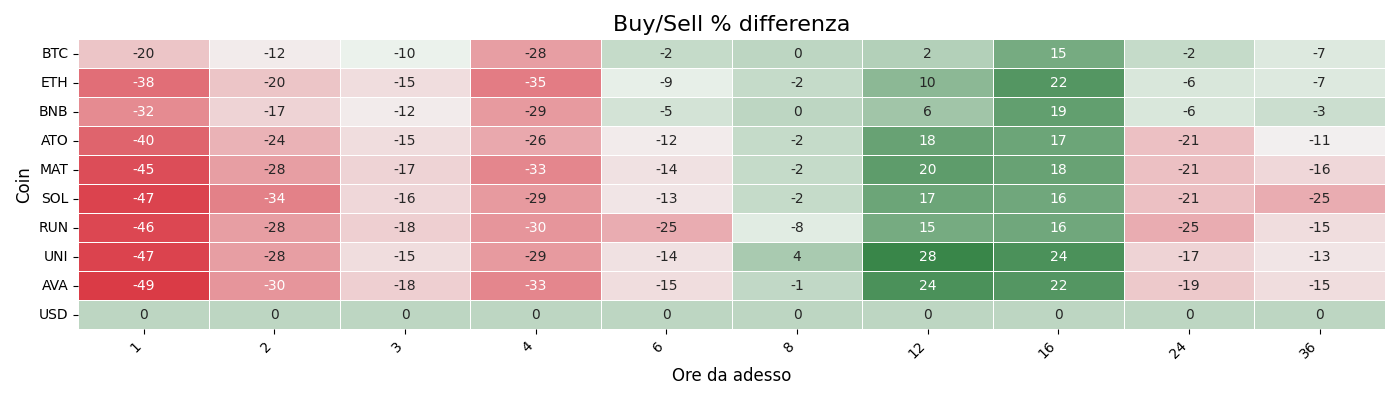 Buy/Sell % differenza
Coin
BTC -20 -12 -10 -28 -2 0 2 15 -2 -7
ETH -38 -20 -15 -35 -9 -2 10 22 -6 -7
BNB -32 -17 -12 -29 -5 0 6 19 -6 -3
ATO -40 -24 -15 -26 -12 -2 18 17 -21 -11
MAT -45 -28 -17 -33 -14 -2 20 18 -21 -16
SOL -47 -34 -16 -29 -13 -2 17 16 -21 -25
RUN -46 -28 -18 -30 -25 -8 15 16 -25 -15
UNI -47 -28 -15 -29 -14 4 28 24 -17 -13
AVA -49 -30 -18 -33 -15 -1 24 22 -19 -15
USD 0 0 0 0 0 0 0 0 0 0
1 2 3 4 6 8 12 16 24 36
Ore da adesso